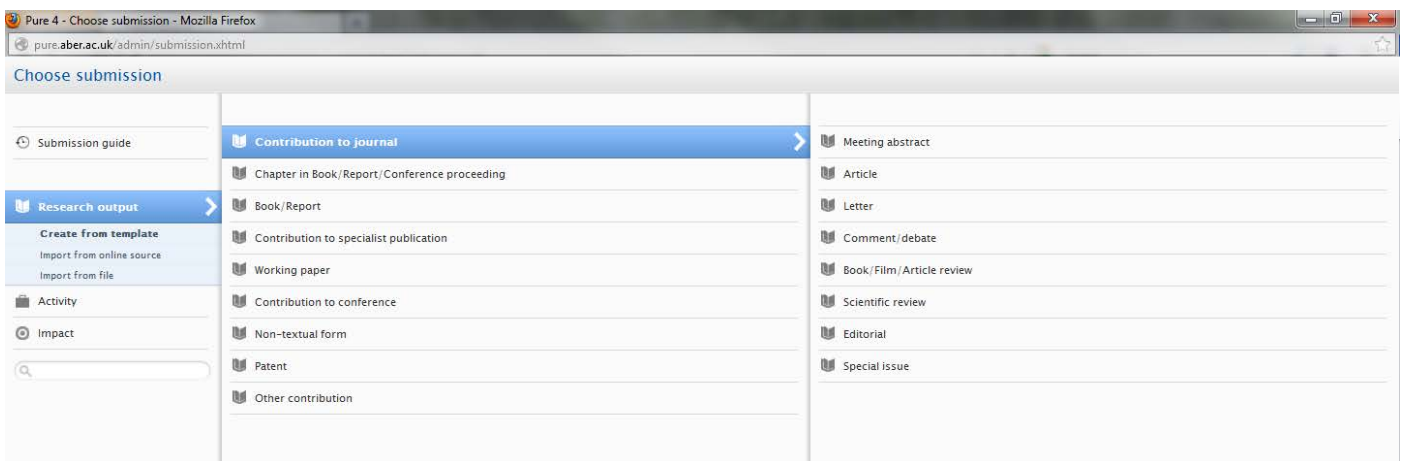 Pure 4 - Choose submission - Mozilla Firefox
pure.aber.ac.uk/admin/submission.xhtml
Choose submission
Submission guide
Research output
Create from template
Import from online source
Import from file
Activity
Impact
Contribution to journal
Chapter in Book/Report/Conference proceeding
Book/Report
Contribution to specialist publication
Working paper
Contribution to conference
Non-textual form
Patent
Other contribution
Meeting abstract
Article
Letter
Comment/debate
Book/Film/Article review
Scientific review
Editorial
Special issue